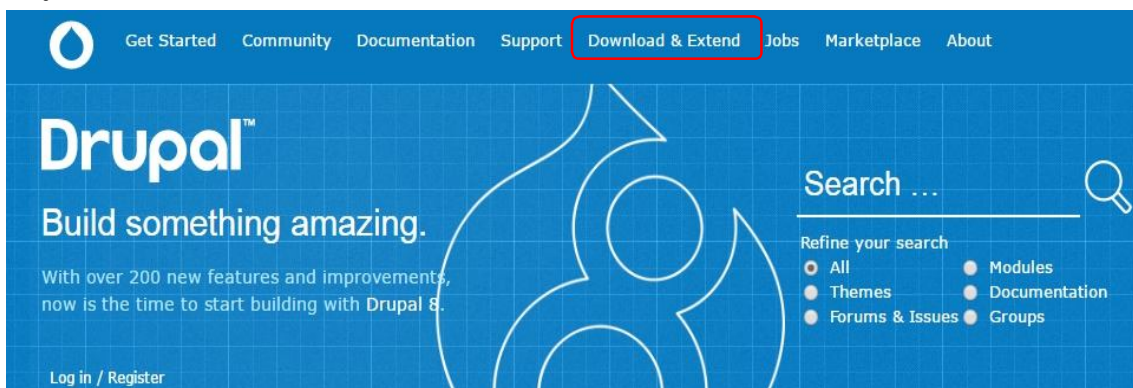 Get Started Community Documentation Support Download & Extend Jobs Marketplace About
Drupal™
Build something amazing.
With over 200 new features and improvements,
now is the time to start building with Drupal 8.
Log in / Register
Search ...
Refine your search
All Modules
Themes Documentation
Forums & Issues Groups